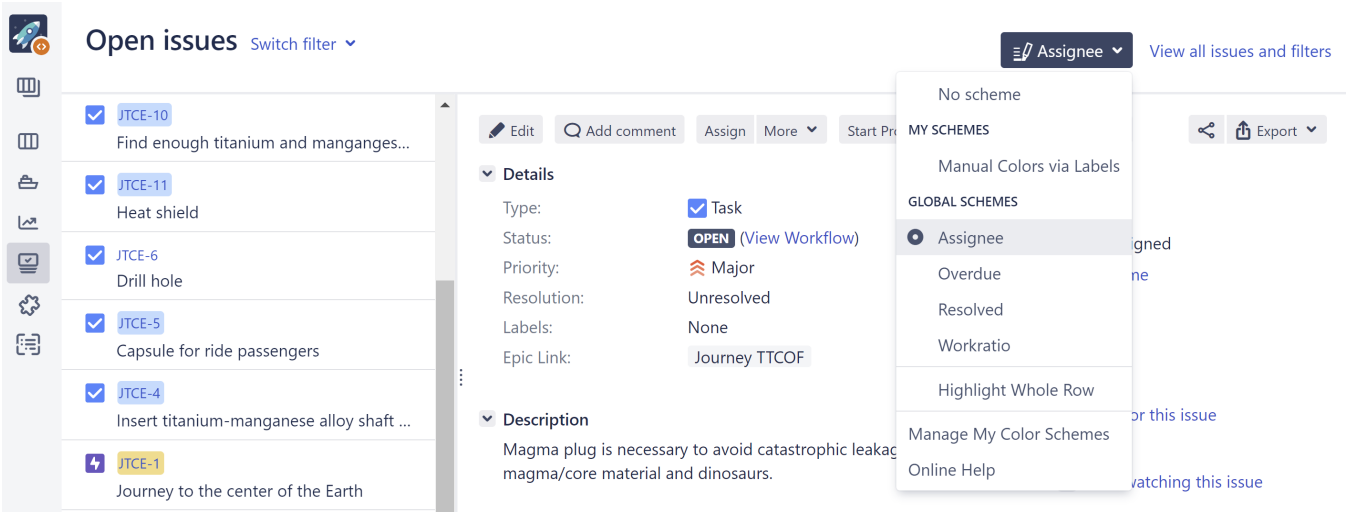 Open issues Switch filter
Assignee
View all issues and filters
JTCE-10
Find enough titanium and manganges...
JTCE-11
Heat shield
JTCE-6
Drill hole
JTCE-5
Capsule for ride passengers
JTCE-4
Insert titanium-manganese alloy shaft ...
JTCE-1
Journey to the center of the Earth
Edit Add comment Assign More Start Pro
Export
Details
Type: Task
Status: OPEN (View Workflow)
Priority: Major
Resolution: Unresolved
Labels: None
Epic Link: Journey TTCOF
Description
Magma plug is necessary to avoid catastrophic leakag
magma/core material and dinosaurs.
No scheme
MY SCHEMES
Manual Colors via Labels
GLOBAL SCHEMES
Assignee
Overdue
Resolved
Workratio
Highlight Whole Row
Manage My Color Schemes
Online Help
igned
me
or this issue
watching this issue